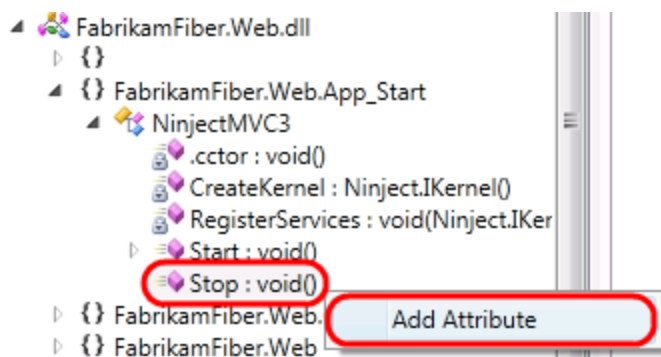 FabrikamFiber.Web.dll
{}
{} FabrikamFiber.Web.App_Start
NinjectMVC3
.cctor : void()
CreateKernel : Ninject.IKernel()
RegisterServices : void(Ninject.IKer
Start : void()
Stop : void()
Add Attribute
{} FabrikamFiber.Web.
{} FabrikamFiber.Web